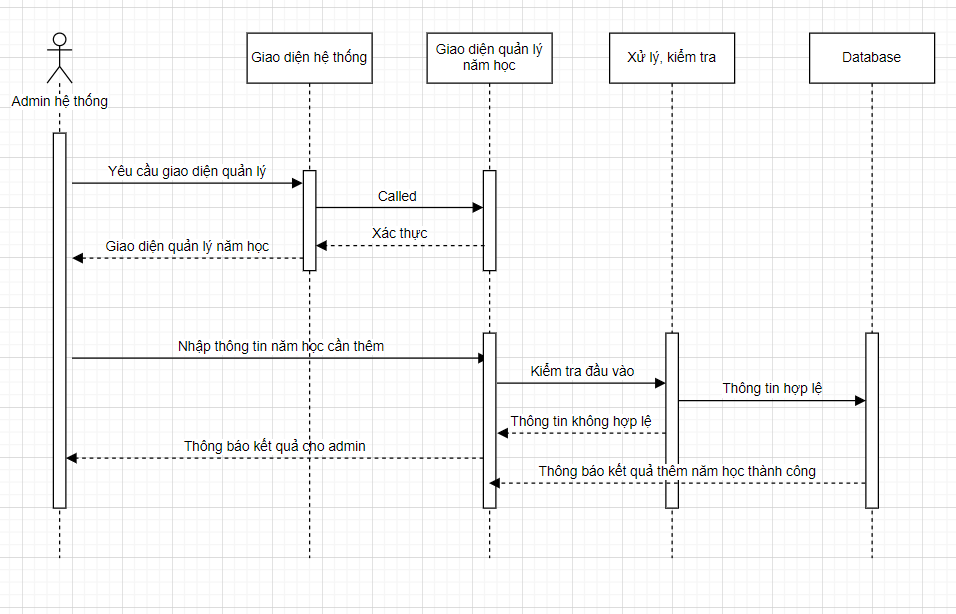 Admin hệ thống
Giao diện hệ thống
Giao diện quản lý
năm học
Xử lý, kiểm tra
Database
Yêu cầu giao diện quản lý
Called
Xác thực
Giao diện quản lý năm học
Nhập thông tin năm học cần thêm
Kiểm tra đầu vào
Thông tin hợp lệ
Thông tin không hợp lệ
Thông báo kết quả cho admin
Thông báo kết quả thêm năm học thành công